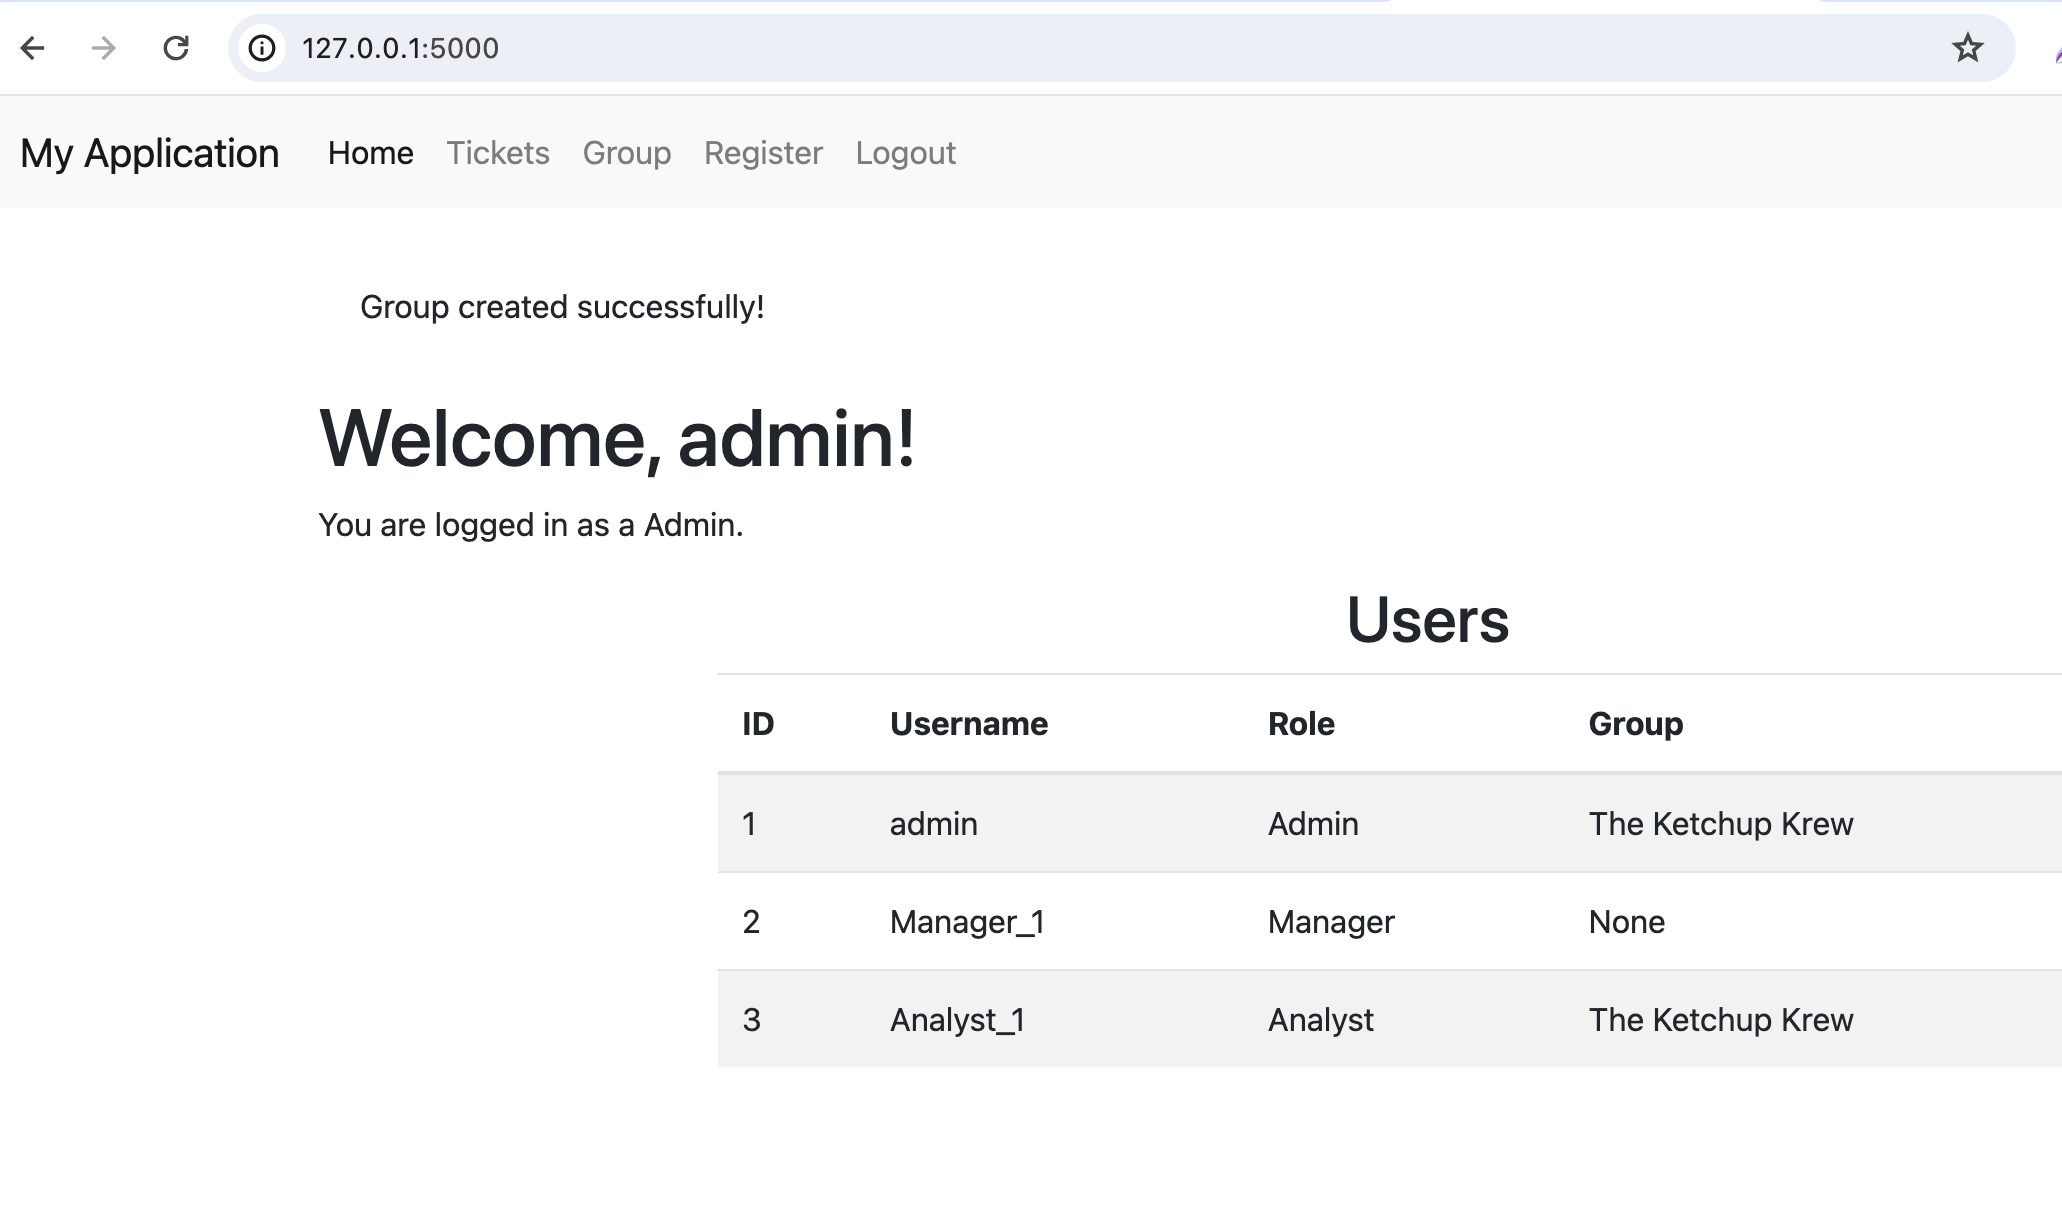 127.0.0.1:5000
My Application Home Tickets Group Register Logout
Group created successfully!
Welcome, admin!
You are logged in as a Admin.
Users
ID Username Role Group
1 admin Admin The Ketchup Krew
2 Manager_1 Manager None
3 Analyst_1 Analyst The Ketchup Krew